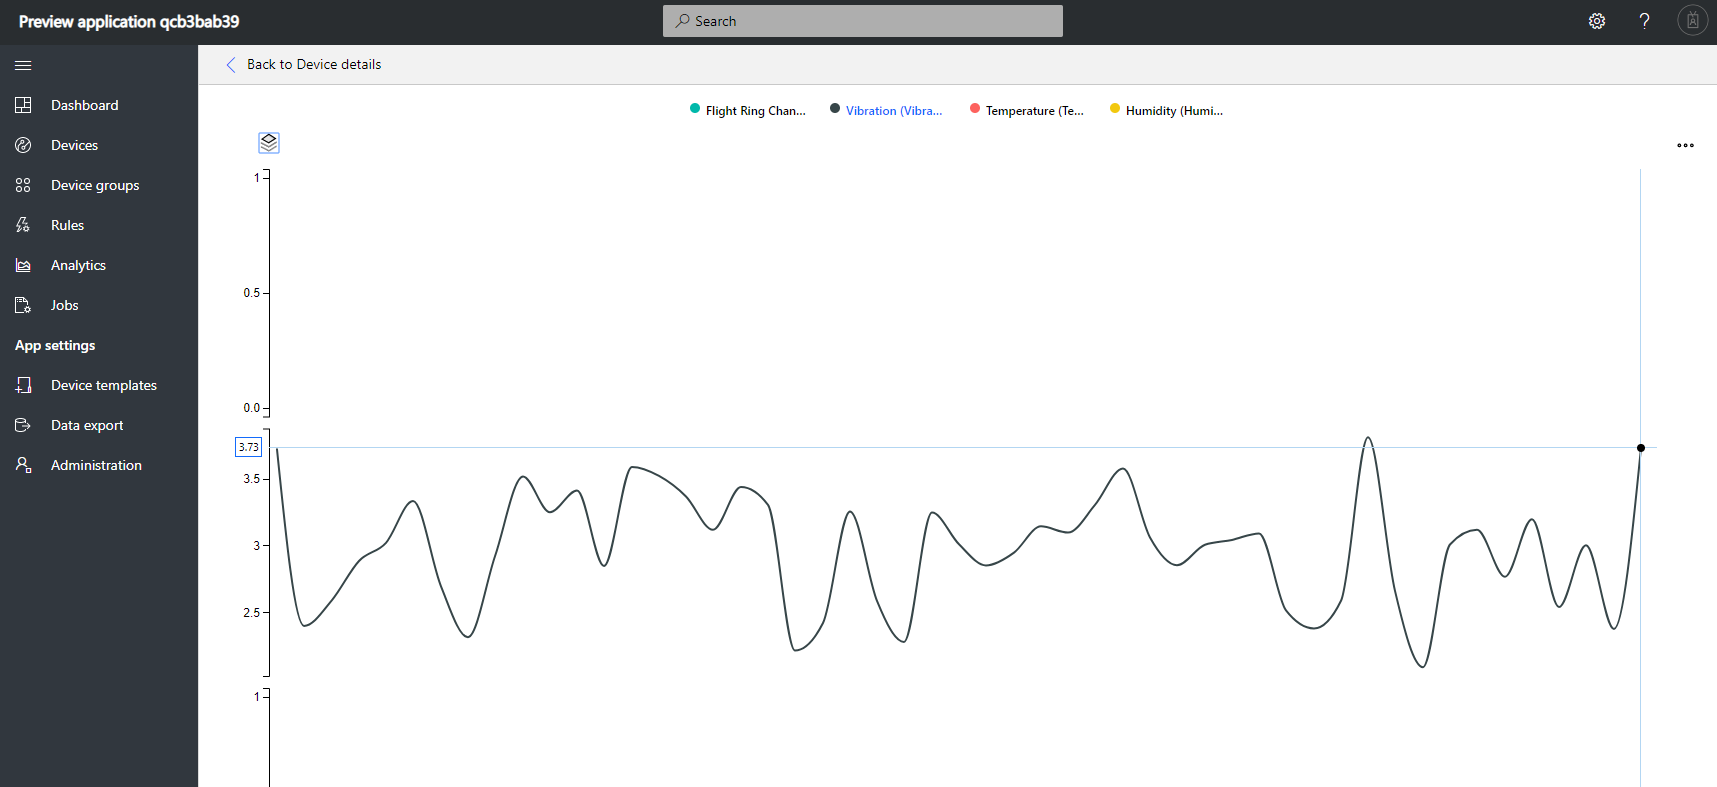 Preview application qcb3bab39
Search
Back to Device details
Dashboard
Devices
Device groups
Rules
Analytics
Jobs
App settings
Device templates
Data export
Administration
Flight Ring Chan...
Vibration (Vibra...
Temperature (Te...
Humidity (Humi...
1
0.5
0.0
3.73
3.5
3
2.5
1